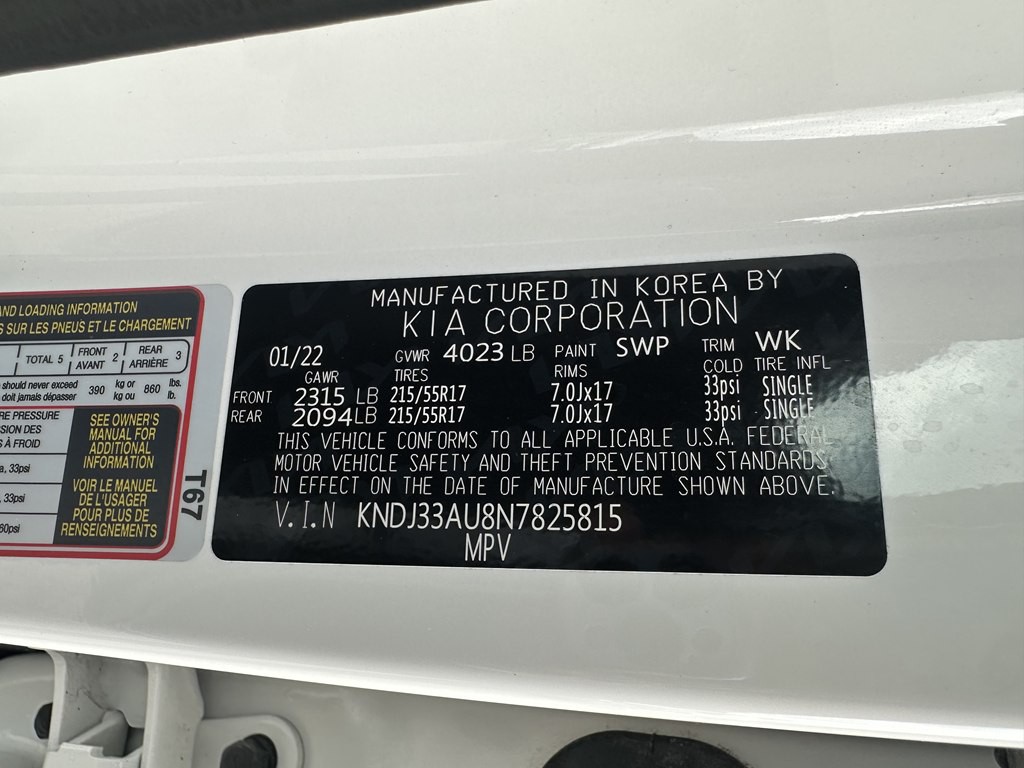 AND LOADING INFORMATION
S SUR LES PNEUS ET LE CHARGEMENT
TOTAL 5 FRONT AVANT 2 REAR ARRIÈRE 3
should never exceed 390 kg or 860 lbs.
doit jamais dépasser kg ou lb.
RE PRESSURE
SION DES
À FROID
, 33psi
, 33psi
60psi
SEE OWNER'S
MANUAL FOR
ADDITIONAL
INFORMATION
VOIR LE MANUEL
DE L'USAGER
POUR PLUS DE
RENSEIGNEMENTS
T67
MANUFACTURED IN KOREA BY
KIA CORPORATION
01/22 GVWR 4023 LB PAINT SWP TRIM WK
GAWR TIRES RIMS COLD TIRE INFL
FRONT 2315 LB 215/55R17 7.0Jx17 33psi SINGLE
REAR 2094 LB 215/55R17 7.0Jx17 33psi SINGLE
THIS VEHICLE CONFORMS TO ALL APPLICABLE U.S.A. FEDERAL
MOTOR VEHICLE SAFETY AND THEFT PREVENTION STANDARDS
IN EFFECT ON THE DATE OF MANUFACTURE SHOWN ABOVE.
V.I.N KNDJ33AU8N7825815
MPV